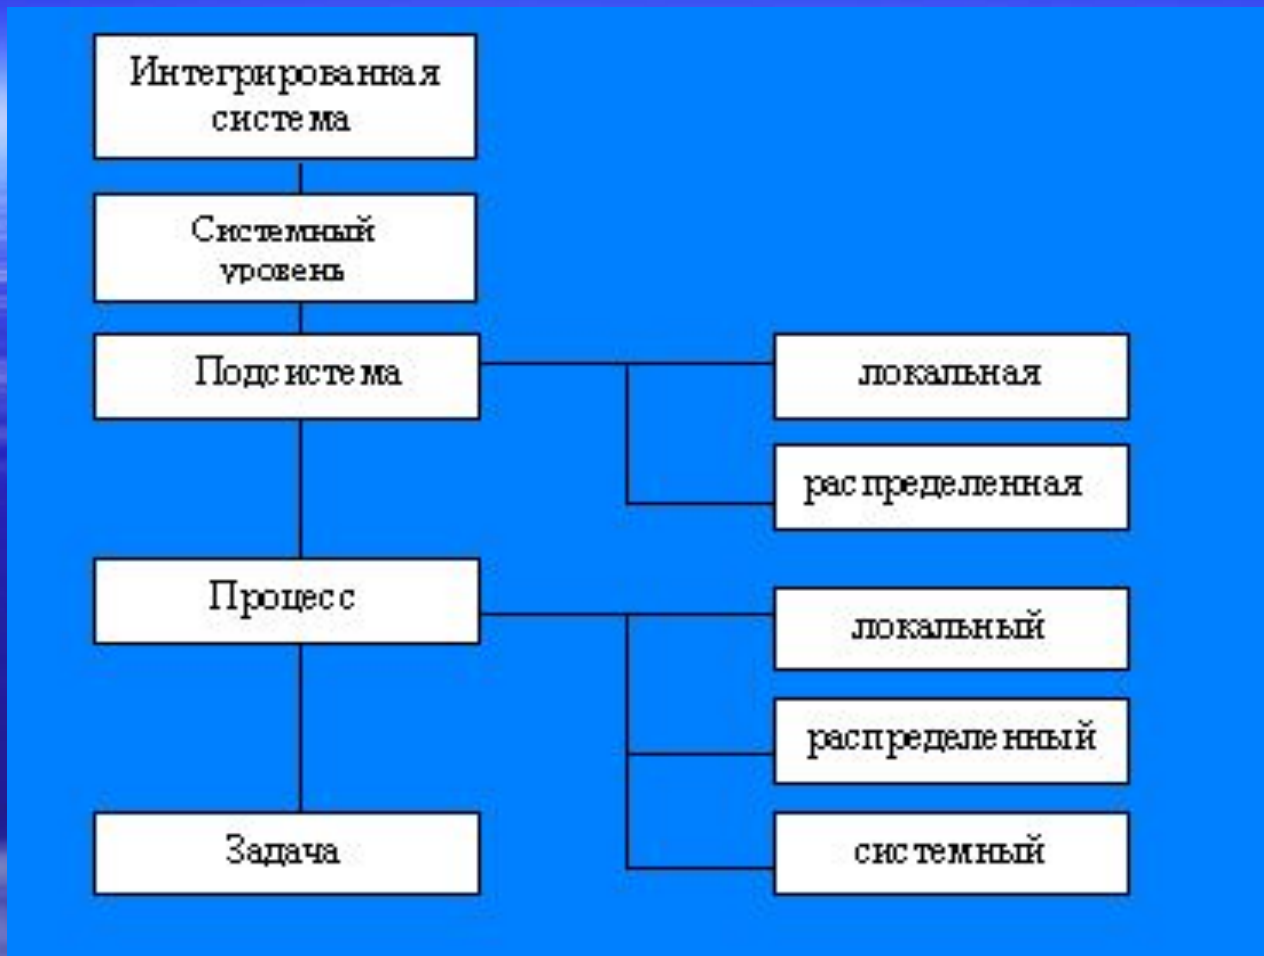 Интегрированная
система
Системный
уровень
Подсистема
локальная
распределенная
Процесс
локальный
распределенный
системный
Задача